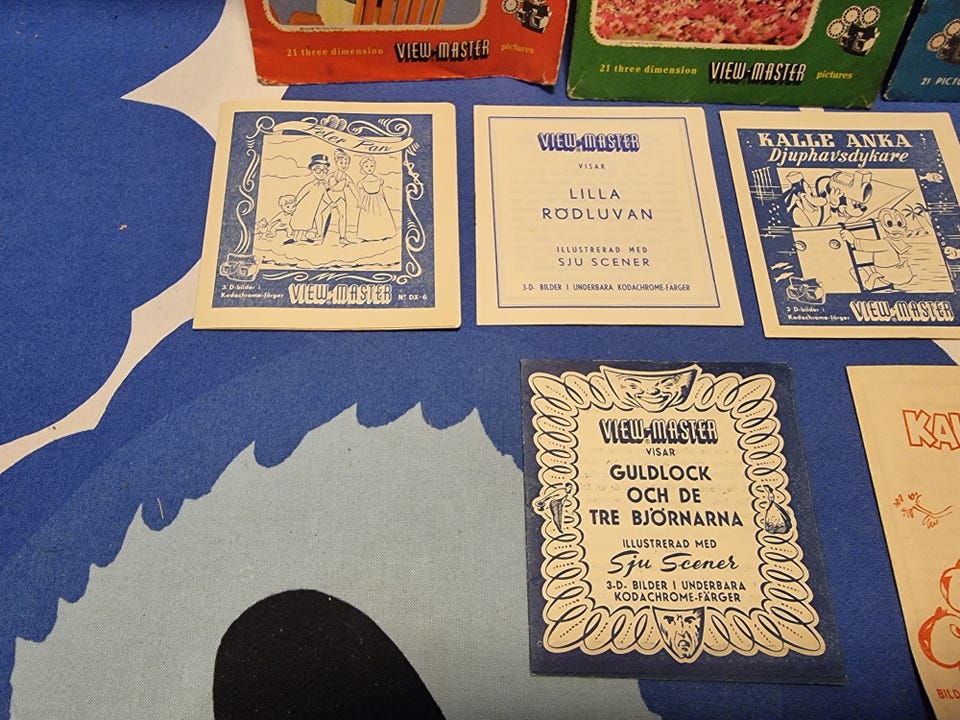 21 three dimension VIEW-MASTER pictures
21 three dimension VIEW-MASTER pictures
21 PICTU
Peter Pan
3 D-bilder i
Kodachrome-färger VIEW-MASTER Nº DX-6
VIEW-MASTER
VISAR
LILLA
RÖDLUVAN
ILLUSTRERAD MED
SJU SCENER
3-D- BILDER I UNDERBARA KODACHROME-FÄRGER
KALLE ANKA
Djuphavsdykare
3 D-bilder i
Kodachrome-färger VIEW-MASTER
VIEW-MASTER
VISAR
GULDLOCK
OCH DE
TRE BJÖRNARNA
ILLUSTRERAD MED
Sju Scener
3-D- BILDER I UNDERBARA
KODACHROME-FÄRGER
KA
BILD